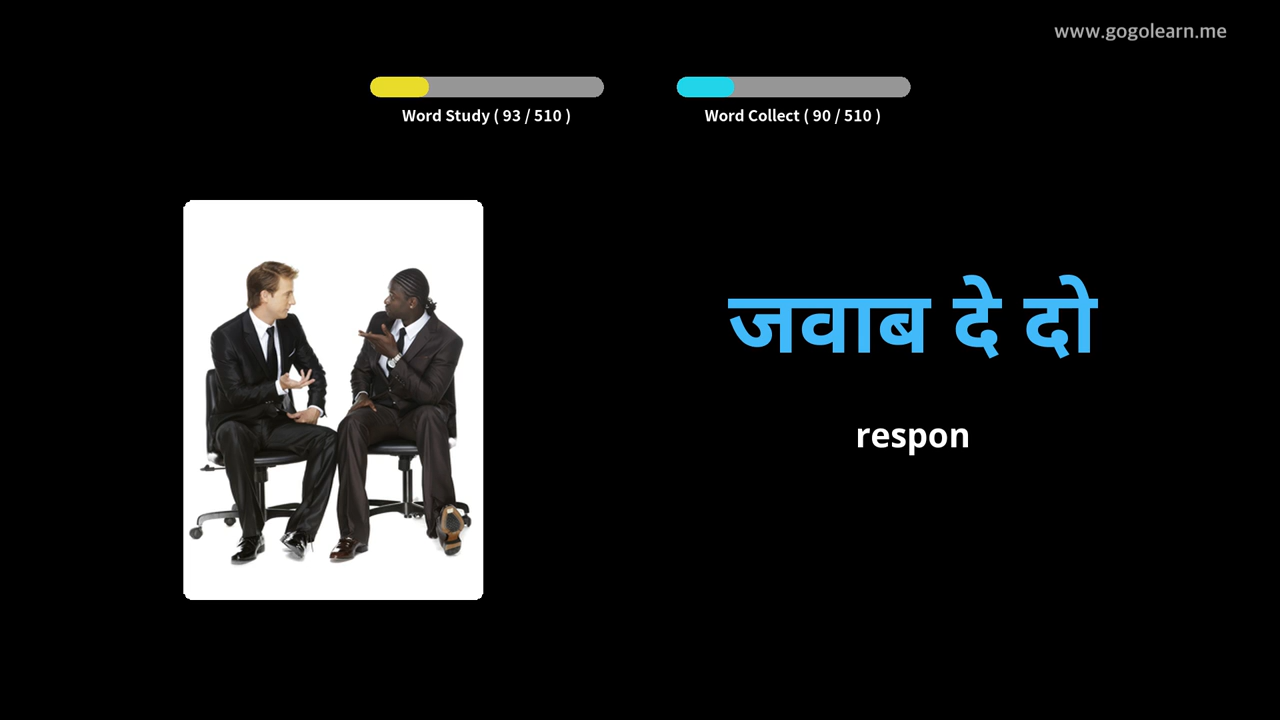 www.gogolearn.me
Word Study ( 93 / 510 )
Word Collect ( 90 / 510 )
जवाब दे दो
respon